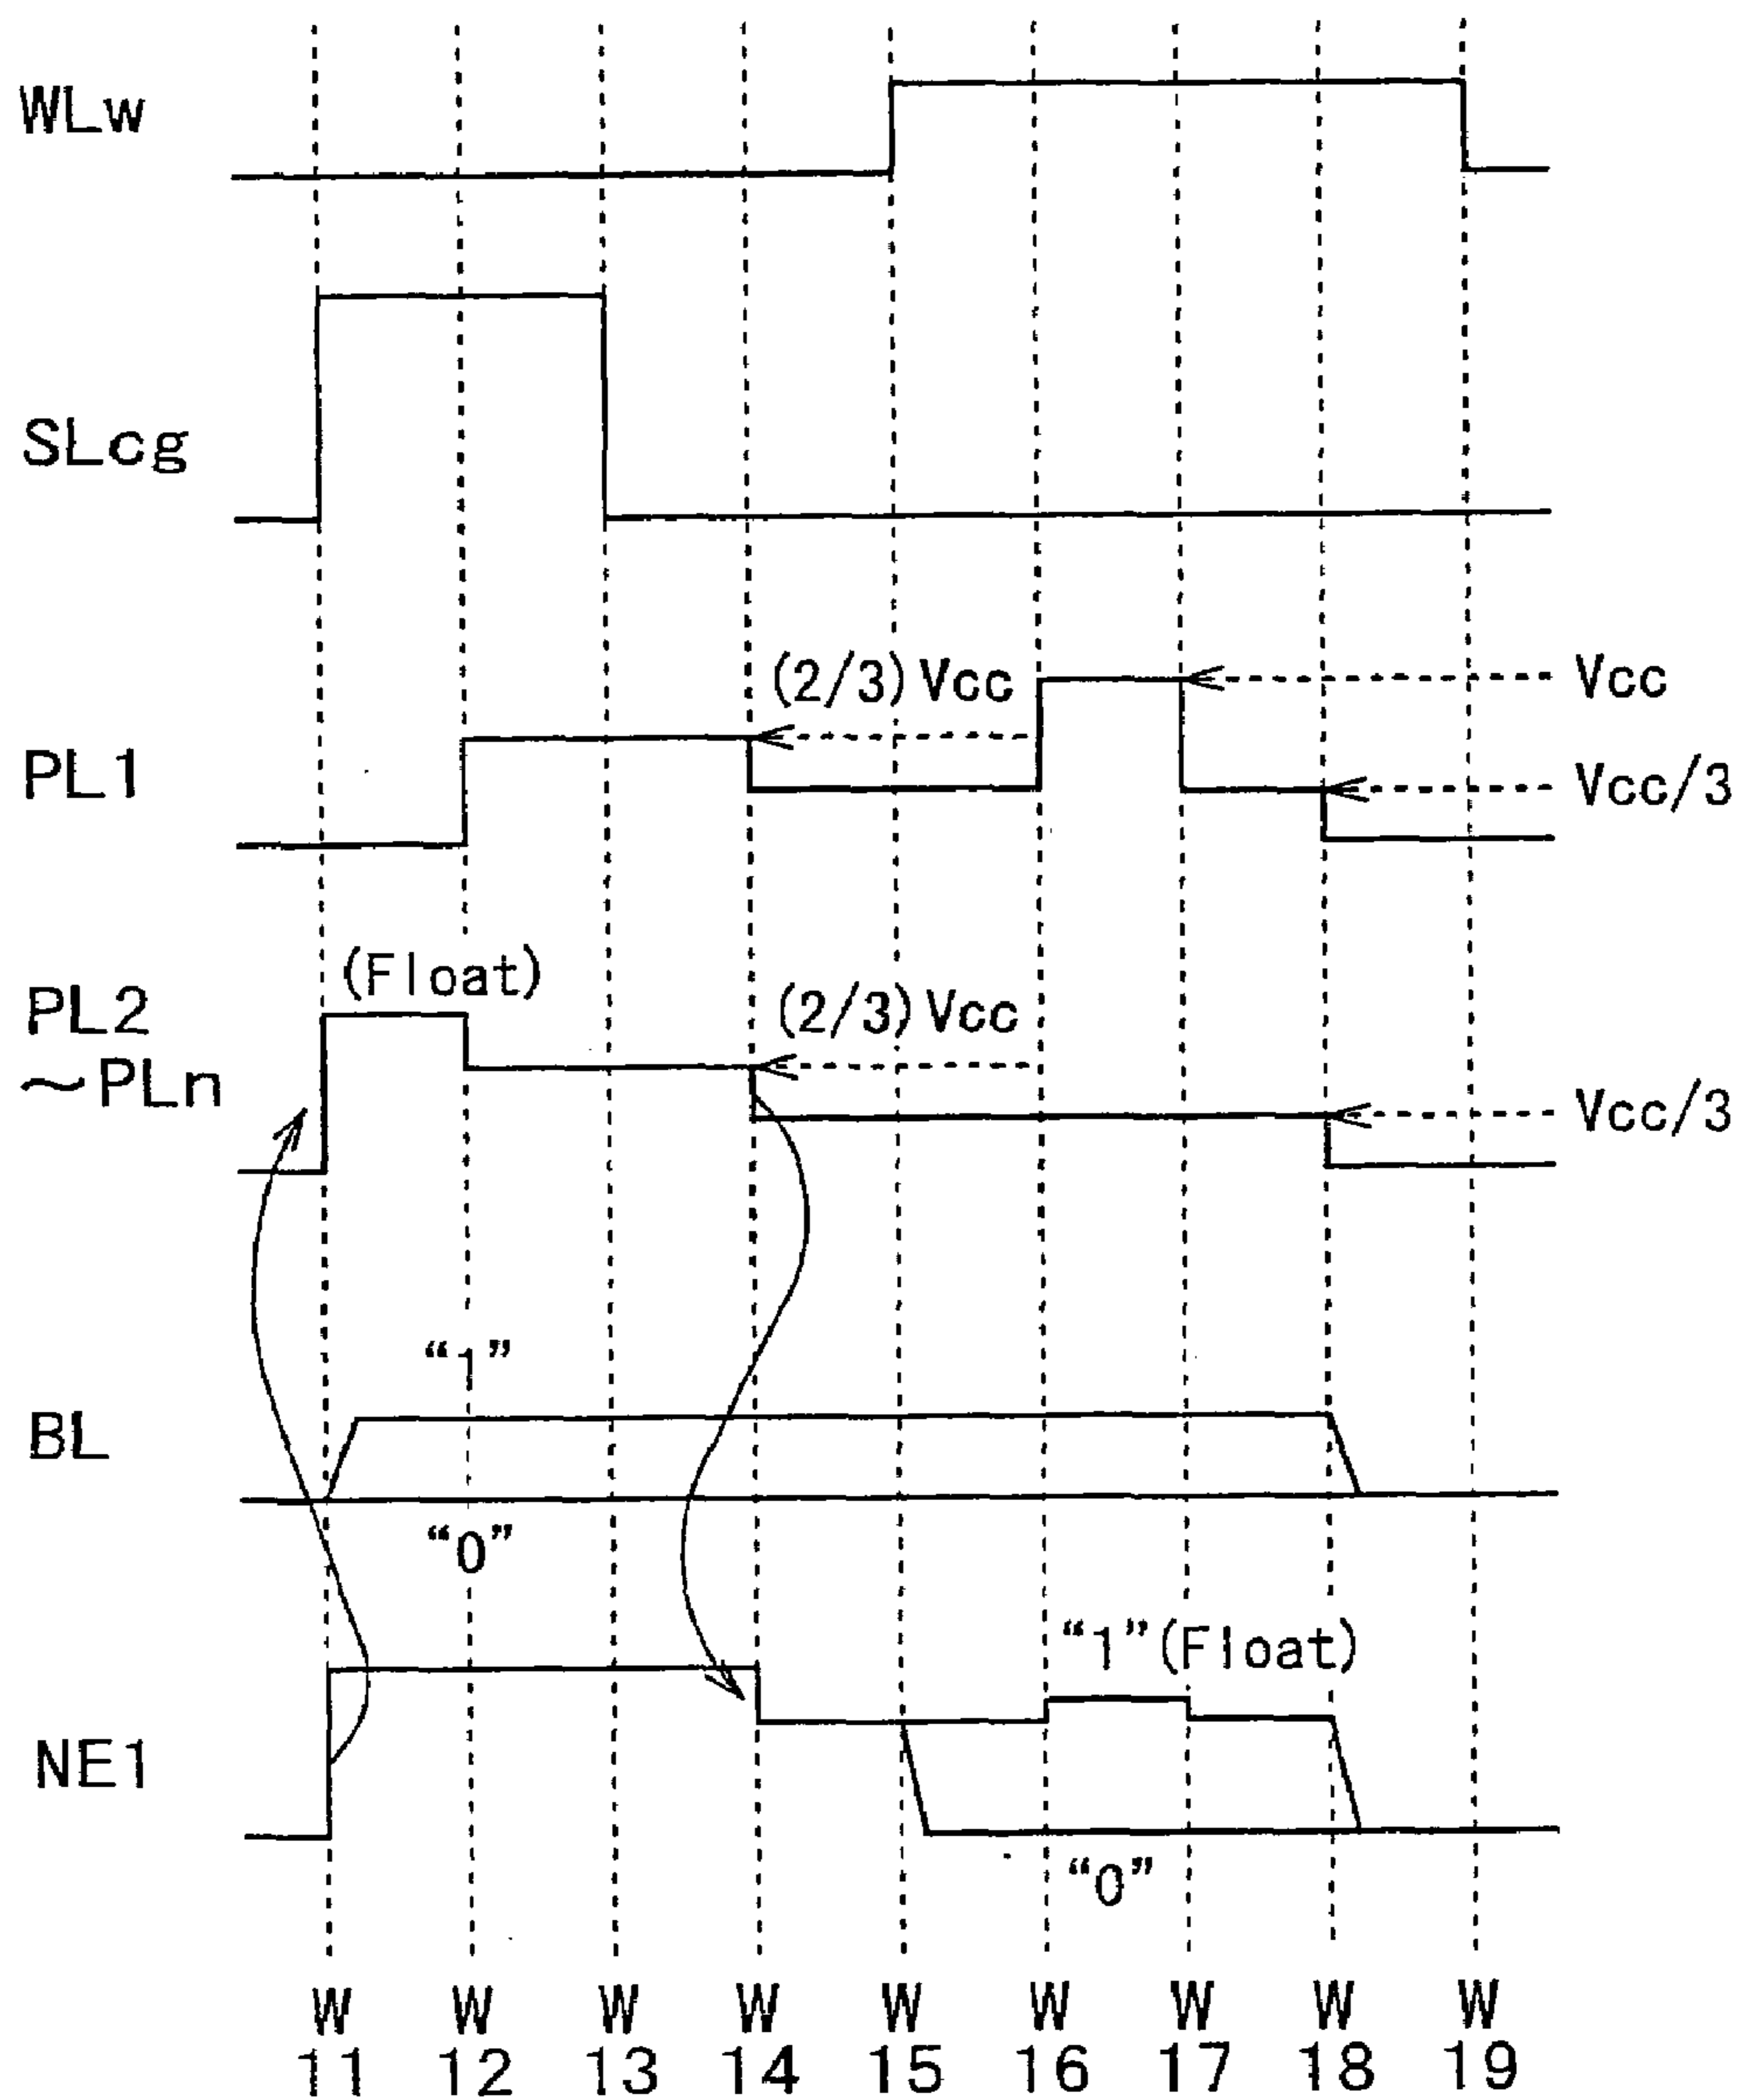 WLw
SLcg
(2/3)Vcc
Vcc
PL1
Vcc/3
(Float)
PL2
(2/3)Vcc
～PLn
Vcc/3
“1”
BL
“0”
“1”(Float)
NE1
“0”
W W W W W W W W W
11 12 13 14 15 16 17 18 19